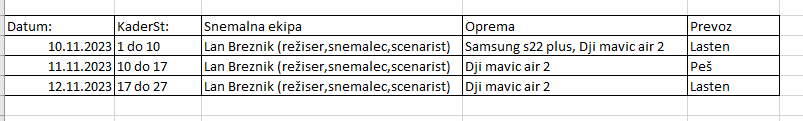 Datum: KaderSt: Snemalna ekipa Oprema Prevoz
10.11.2023 1 do 10 Lan Breznik (režiser,snemalec,scenarist) Samsung s22 plus, Dji mavic air 2 Lasten
11.11.2023 10 do 17 Lan Breznik (režiser,snemalec,scenarist) Dji mavic air 2 Peš
12.11.2023 17 do 27 Lan Breznik (režiser,snemalec,scenarist) Dji mavic air 2 Lasten